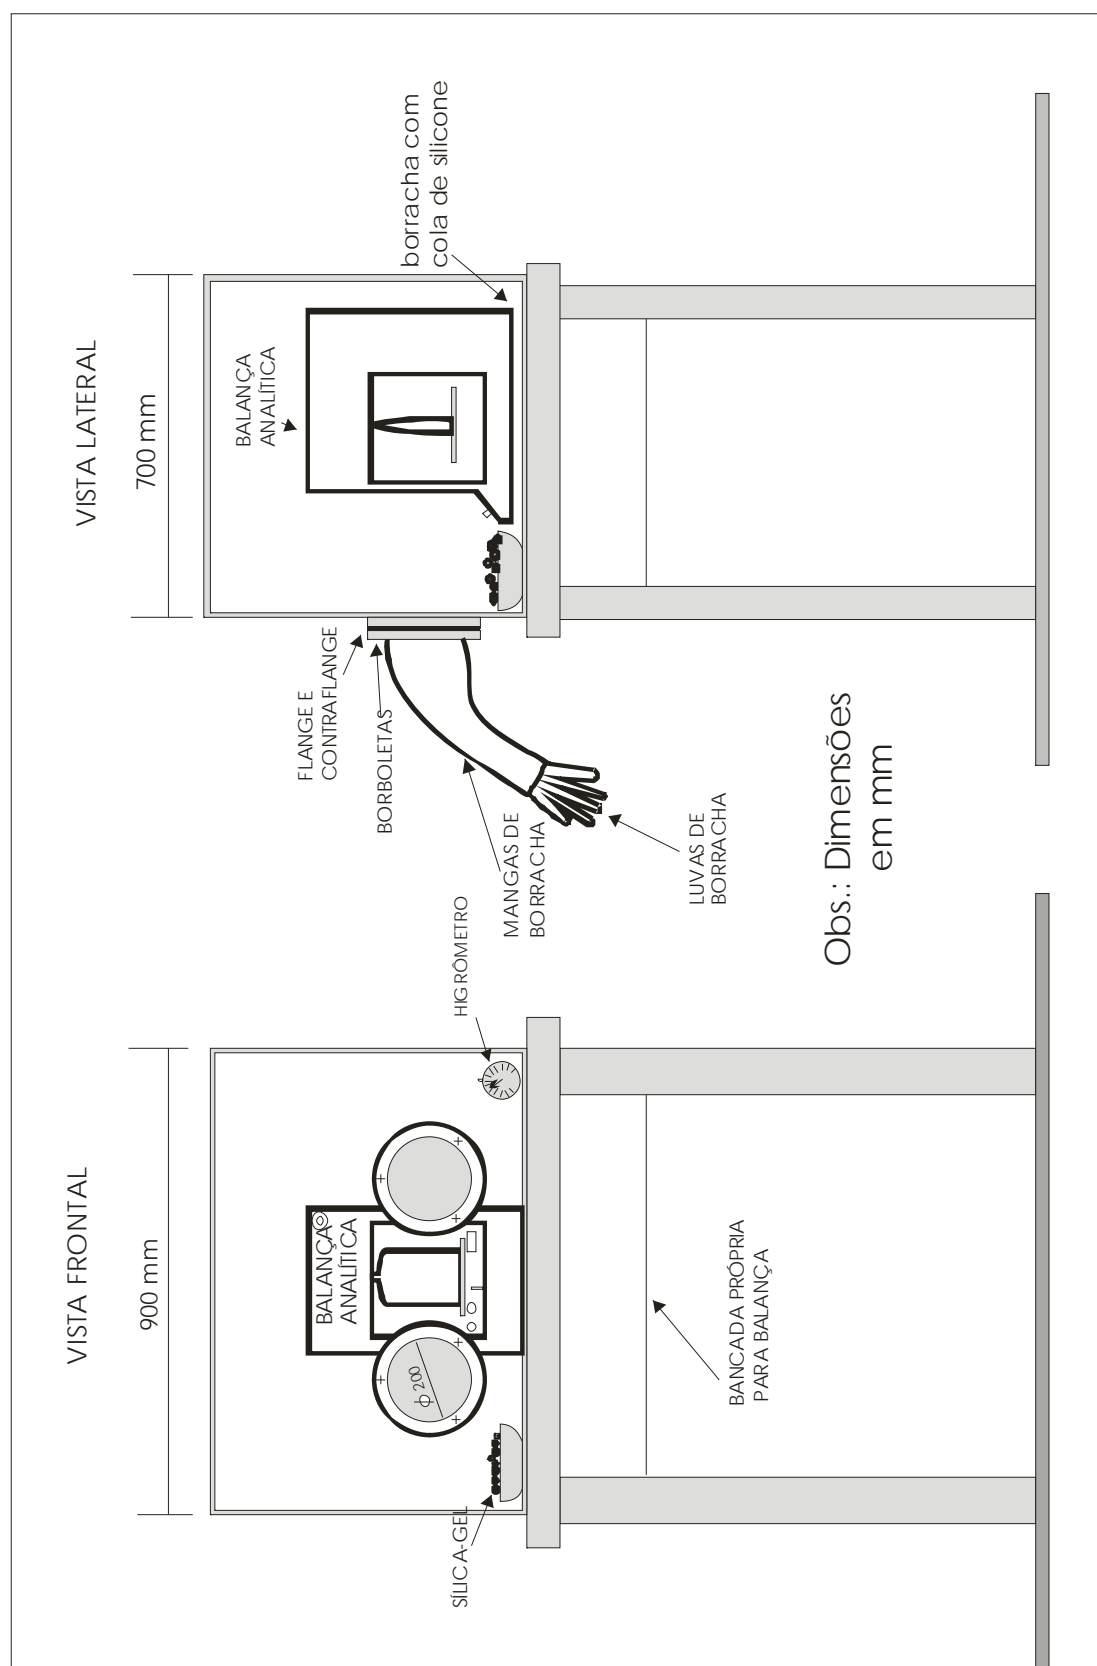 VISTA FRONTAL
900 mm
BALANÇA
ANALÍTICA
ϕ 200
SÍLICA-GEL
HIGRÔMETRO
BANCADA PRÓPRIA
PARA BALANÇA
VISTA LATERAL
700 mm
BALANÇA
ANALÍTICA
borracha com
cola de silicone
FLANGE E
CONTRAFLANGE
BORBOLETAS
MANGAS DE
BORRACHA
LUVAS DE
BORRACHA
Obs.: Dimensões
em mm